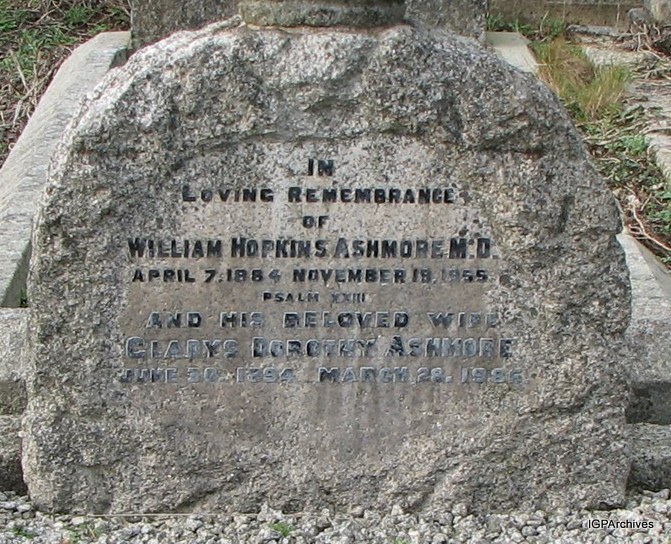 IN
LOVING REMEMBRANCE
OF
WILLIAM HOPKINS ASHMORE, M.D.
APRIL 7. 1884 NOVEMBER 19. 1955
PSALM XXIII
AND HIS BELOVED WIFE
GLADYS DOROTHY ASHMORE
JUNE 30. 1894 MARCH 28.
IGPArchives